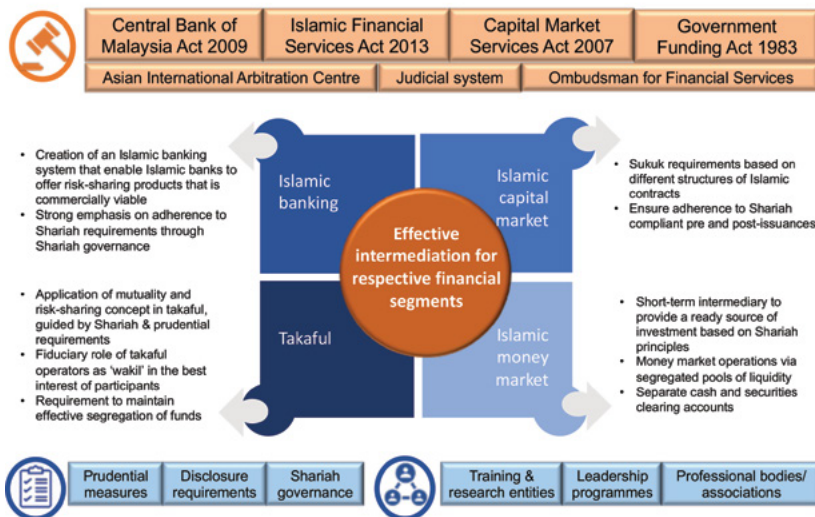 Central Bank of
Malaysia Act 2009
Islamic Financial
Services Act 2013
Capital Market
Services Act 2007
Government
Funding Act 1983
Asian International Arbitration Centre
Judicial system
Ombudsman for Financial Services
• Creation of an Islamic banking
system that enable Islamic banks to
offer risk-sharing products that is
commercially viable
• Strong emphasis on adherence to
Shariah requirements through
Shariah governance
Islamic
banking
Islamic
capital
market
• Sukuk requirements based on
different structures of Islamic
contracts
• Ensure adherence to Shariah
compliant pre and post-issuances
Effective
intermediation for
respective financial
segments
• Application of mutuality and
risk-sharing concept in takaful,
guided by Shariah & prudential
requirements
• Fiduciary role of takaful
operators as ‘wakil’ in the best
interest of participants
• Requirement to maintain
effective segregation of funds
Takaful
Islamic
money
market
• Short-term intermediary to
provide a ready source of
investment based on Shariah
principles
• Money market operations via
segregated pools of liquidity
• Separate cash and securities
clearing accounts
Prudential
measures
Disclosure
requirements
Shariah
governance
Training &
research entities
Leadership
programmes
Professional bodies/
associations